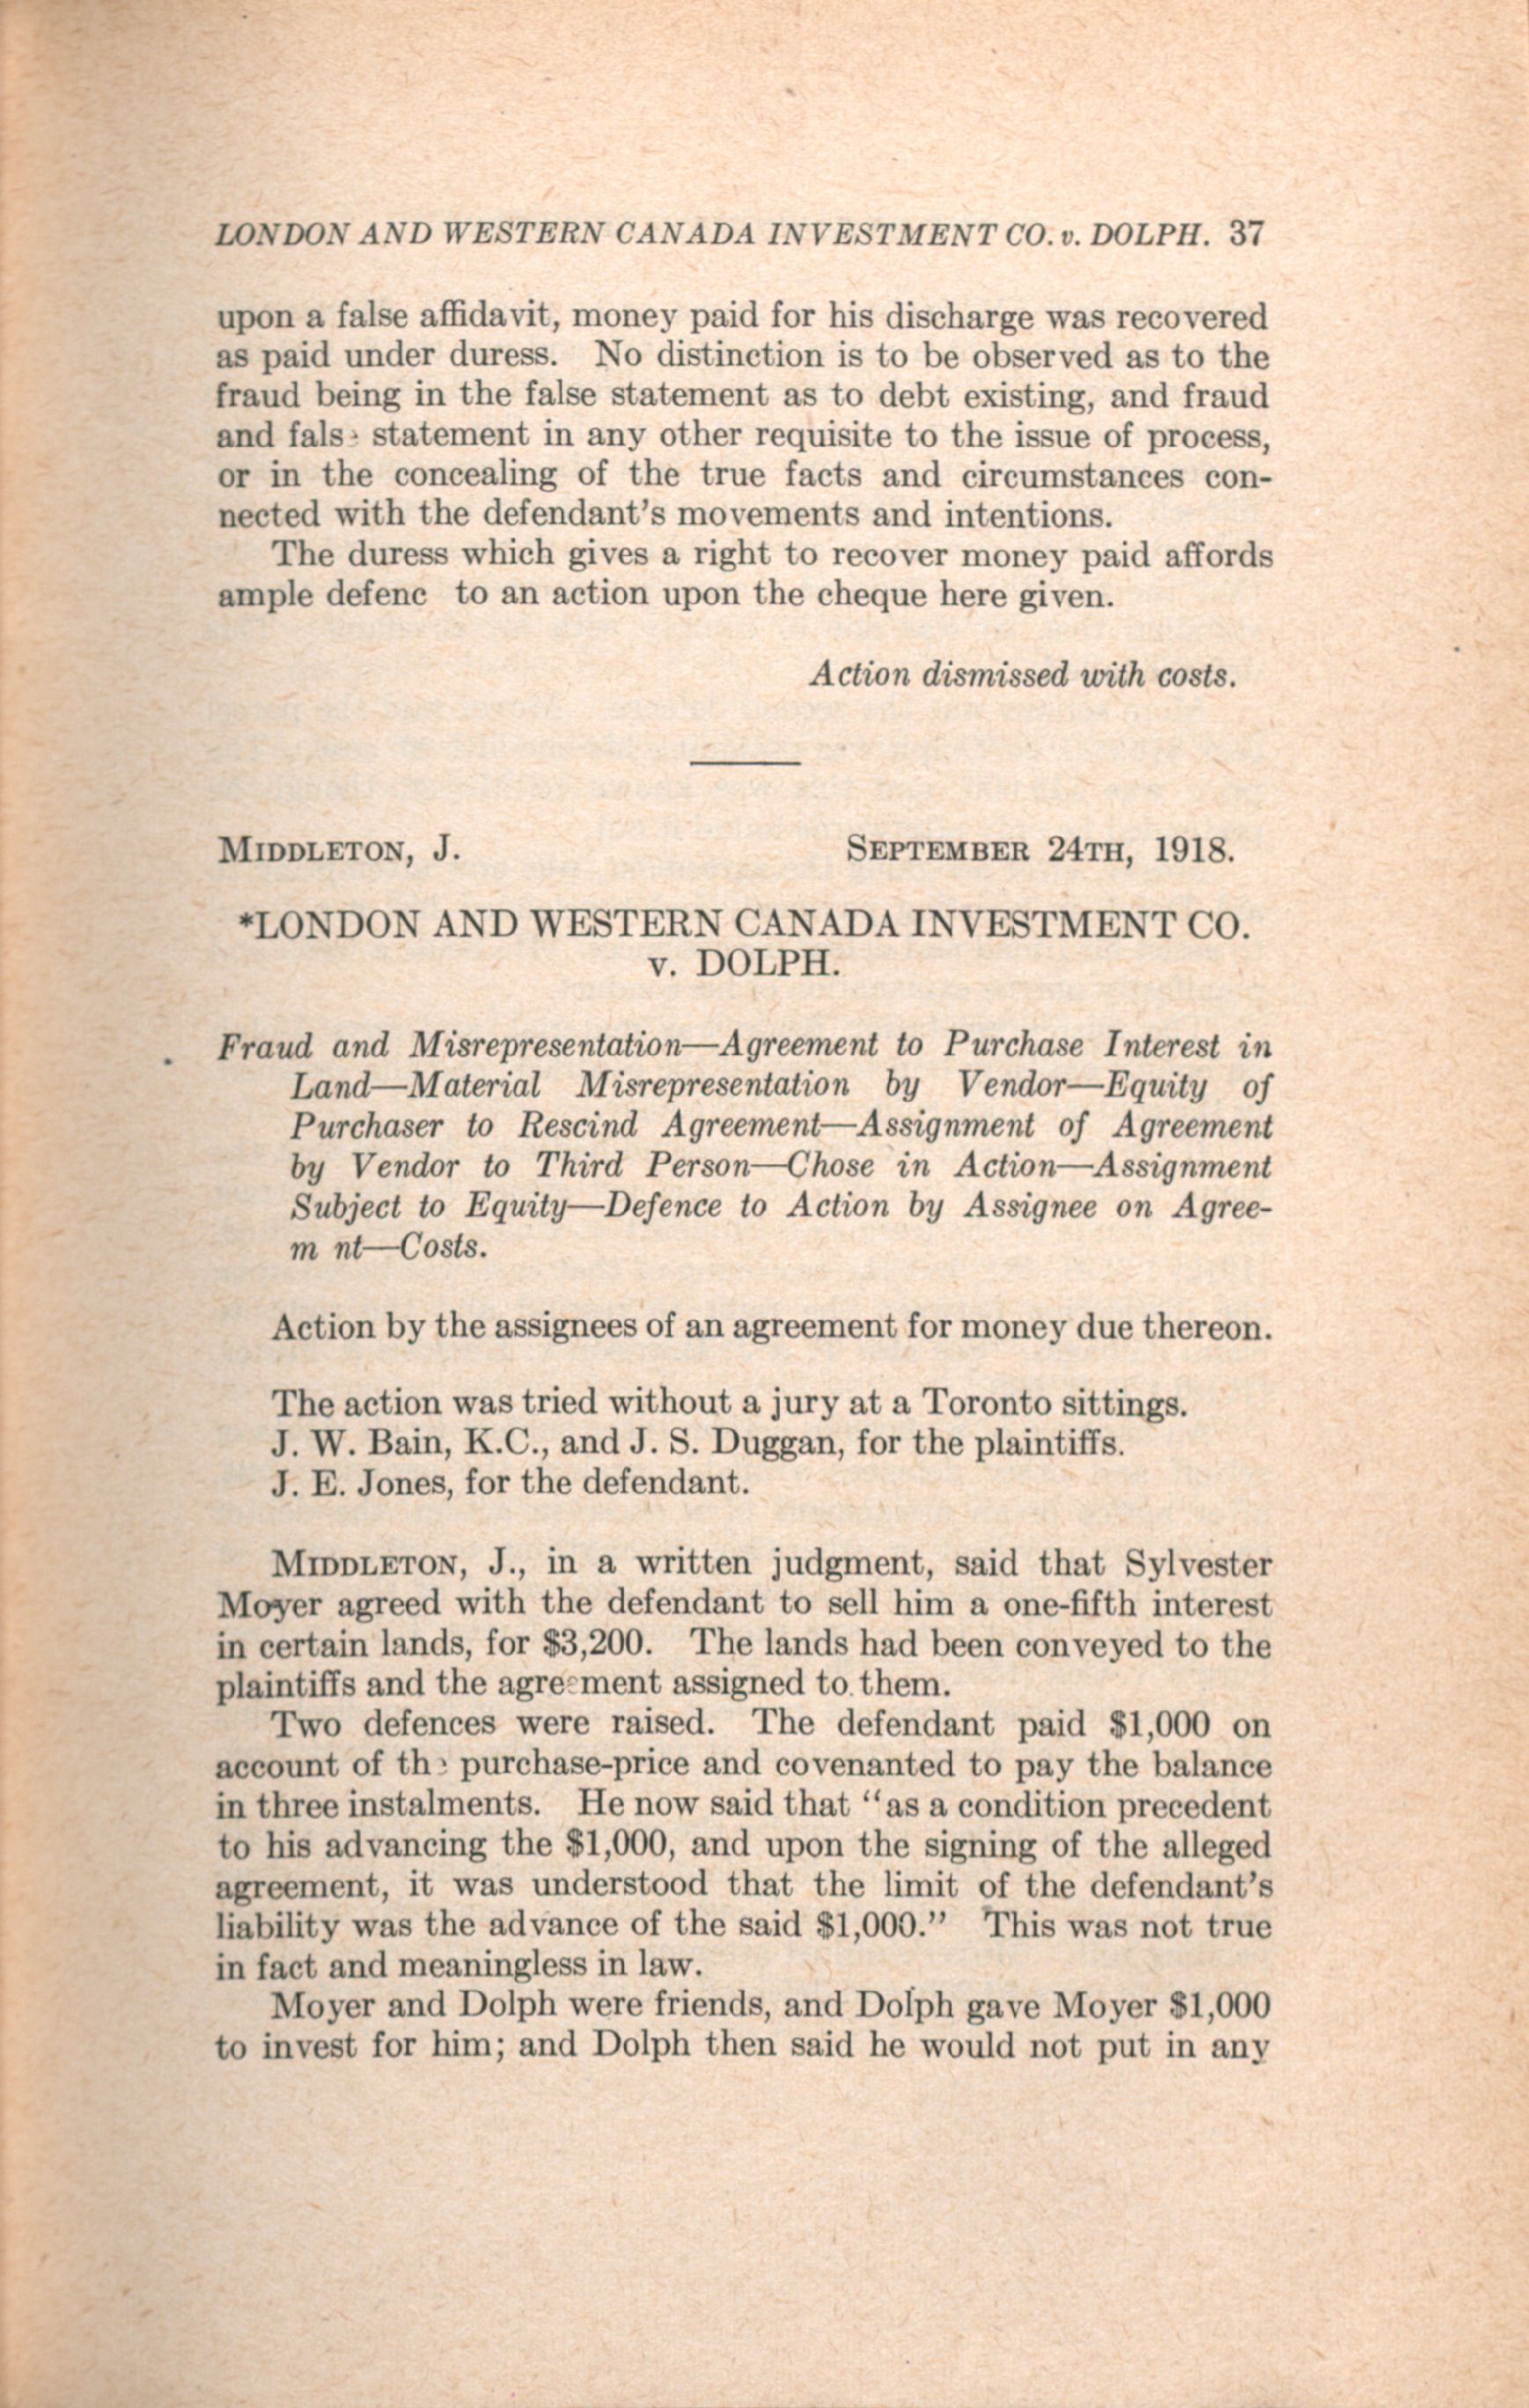 LONDON AND WESTERN CANADA INVESTMENT CO. v. DOLPH. 37
upon a false affidavit, money paid for his discharge was recovered
as paid under duress. No distinction is to be observed as to the
fraud being in the false statement as to debt existing, and fraud
and fals: statement in any other requisite to the issue of process,
or in the concealing of the true facts and circumstances con-
nected with the defendant's movements and intentions.
The duress which gives a right to recover money paid affords
ample defenc to an action upon the cheque here given.
Action dismissed with costs.
MIDDLETON, J. SEPTEMBER 24TH, 1918.
*LONDON AND WESTERN CANADA INVESTMENT CO.
v. DOLPH.
Fraud and Misrepresentation—Agreement to Purchase Interest in
Land—Material Misrepresentation by Vendor—Equity of
Purchaser to Rescind Agreement—Assignment of Agreement
by Vendor to Third Person—Chose in Action—Assignment
Subject to Equity—Defence to Action by Assignee on Agree-
m nt—Costs.
Action by the assignees of an agreement for money due thereon.
The action was tried without a jury at a Toronto sittings.
J. W. Bain, K.C., and J. S. Duggan, for the plaintiffs.
J. E. Jones, for the defendant.
MIDDLETON, J., in a written judgment, said that Sylvester
Moyer agreed with the defendant to sell him a one-fifth interest
in certain lands, for $3,200. The lands had been conveyed to the
plaintiffs and the agreement assigned to them.
Two defences were raised. The defendant paid $1,000 on
account of th: purchase-price and covenanted to pay the balance
in three instalments. He now said that "as a condition precedent
to his advancing the $1,000, and upon the signing of the alleged
agreement, it was understood that the limit of the defendant's
liability was the advance of the said $1,000." This was not true
in fact and meaningless in law.
Moyer and Dolph were friends, and Dolph gave Moyer $1,000
to invest for him; and Dolph then said he would not put in any